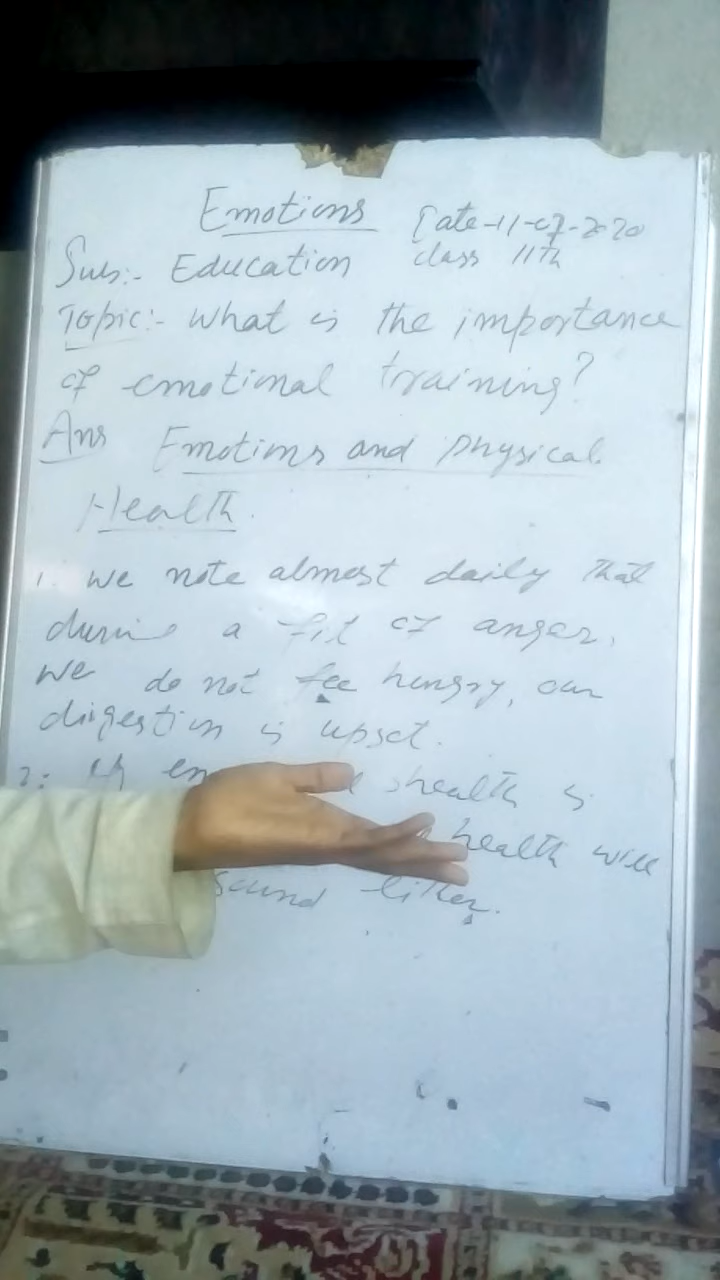 Emotions
Date-11-07-2020
Sub:- Education
class 11th
Topic:- What is the importance
of emotional training?
Ans Emotions and physical
Health.
1. we note almost daily that
during a fit of anger,
we do not fee hungry, our
digestion is upset.
2: health is
health will
sound either.